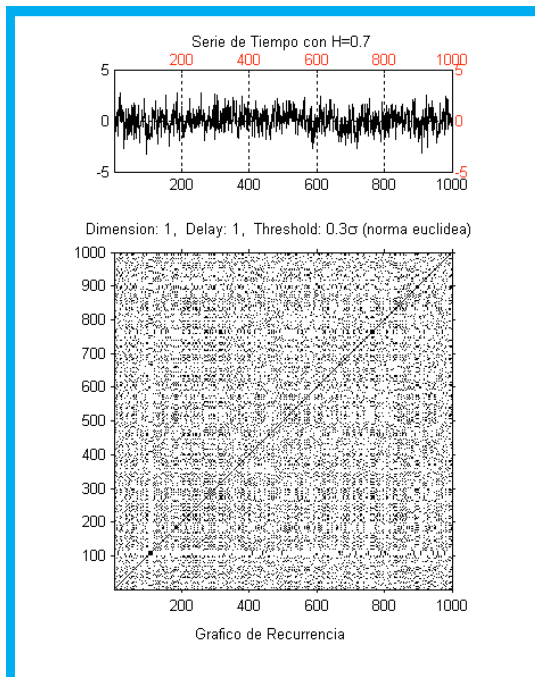 Serie de Tiempo con H=0.7
200 400 600 800 1000
5 5
0 0
-5 -5
200 400 600 800 1000
Dimension: 1, Delay: 1, Threshold: 0.3σ (norma euclidea)
1000
900
800
700
600
500
400
300
200
100
200 400 600 800 1000
Grafico de Recurrencia